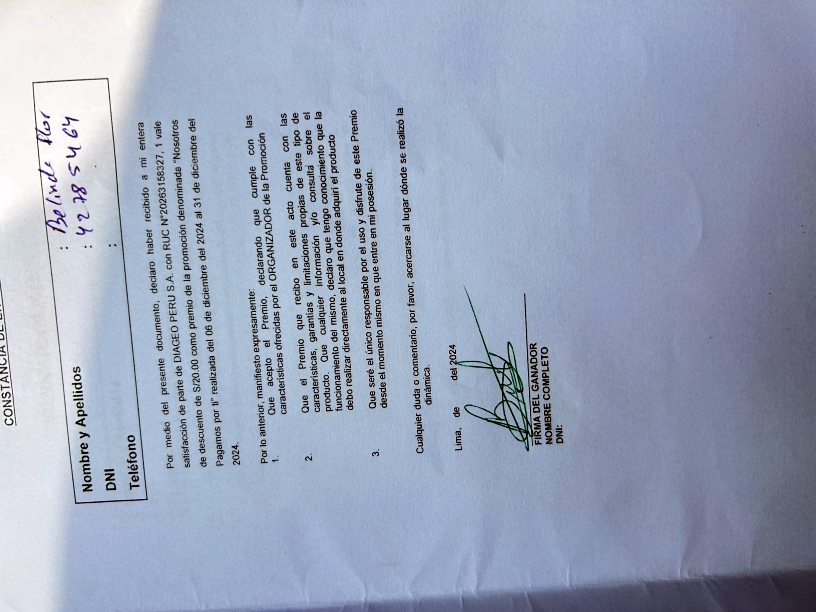 CONSTANCIA DE
Nombre y Apellidos : Belinda Flor
DNI : 42785464
Teléfono :
Por medio del presente documento, declaro haber recibido a mi entera
satisfacción de parte de DIAGEO PERU S.A. con RUC N°20263158327, 1 vale
de descuento de S/20.00 como premio de la promoción denominada "Nosotros
Pagamos por ti" realizada del 06 de diciembre del 2024 al 31 de diciembre del
2024.
Por lo anterior, manifiesto expresamente:
1. Que acepto el Premio, declarando que cumple con las
características ofrecidas por el ORGANIZADOR de la Promoción
2. Que el Premio que recibo en este acto cuenta con las
características, garantías y limitaciones propias de este tipo de
producto. Que cualquier información y/o consulta sobre el
funcionamiento del mismo, declaro que tengo conocimiento que la
debo realizar directamente al local en donde adquirí el producto
3. Que seré el único responsable por el uso y disfrute de este Premio
desde el momento mismo en que entre en mi posesión.
Cualquier duda o comentario, por favor, acercarse al lugar dónde se realizó la
dinámica.
Lima, de del 2024
FIRMA DEL GANADOR
NOMBRE COMPLETO
DNI: